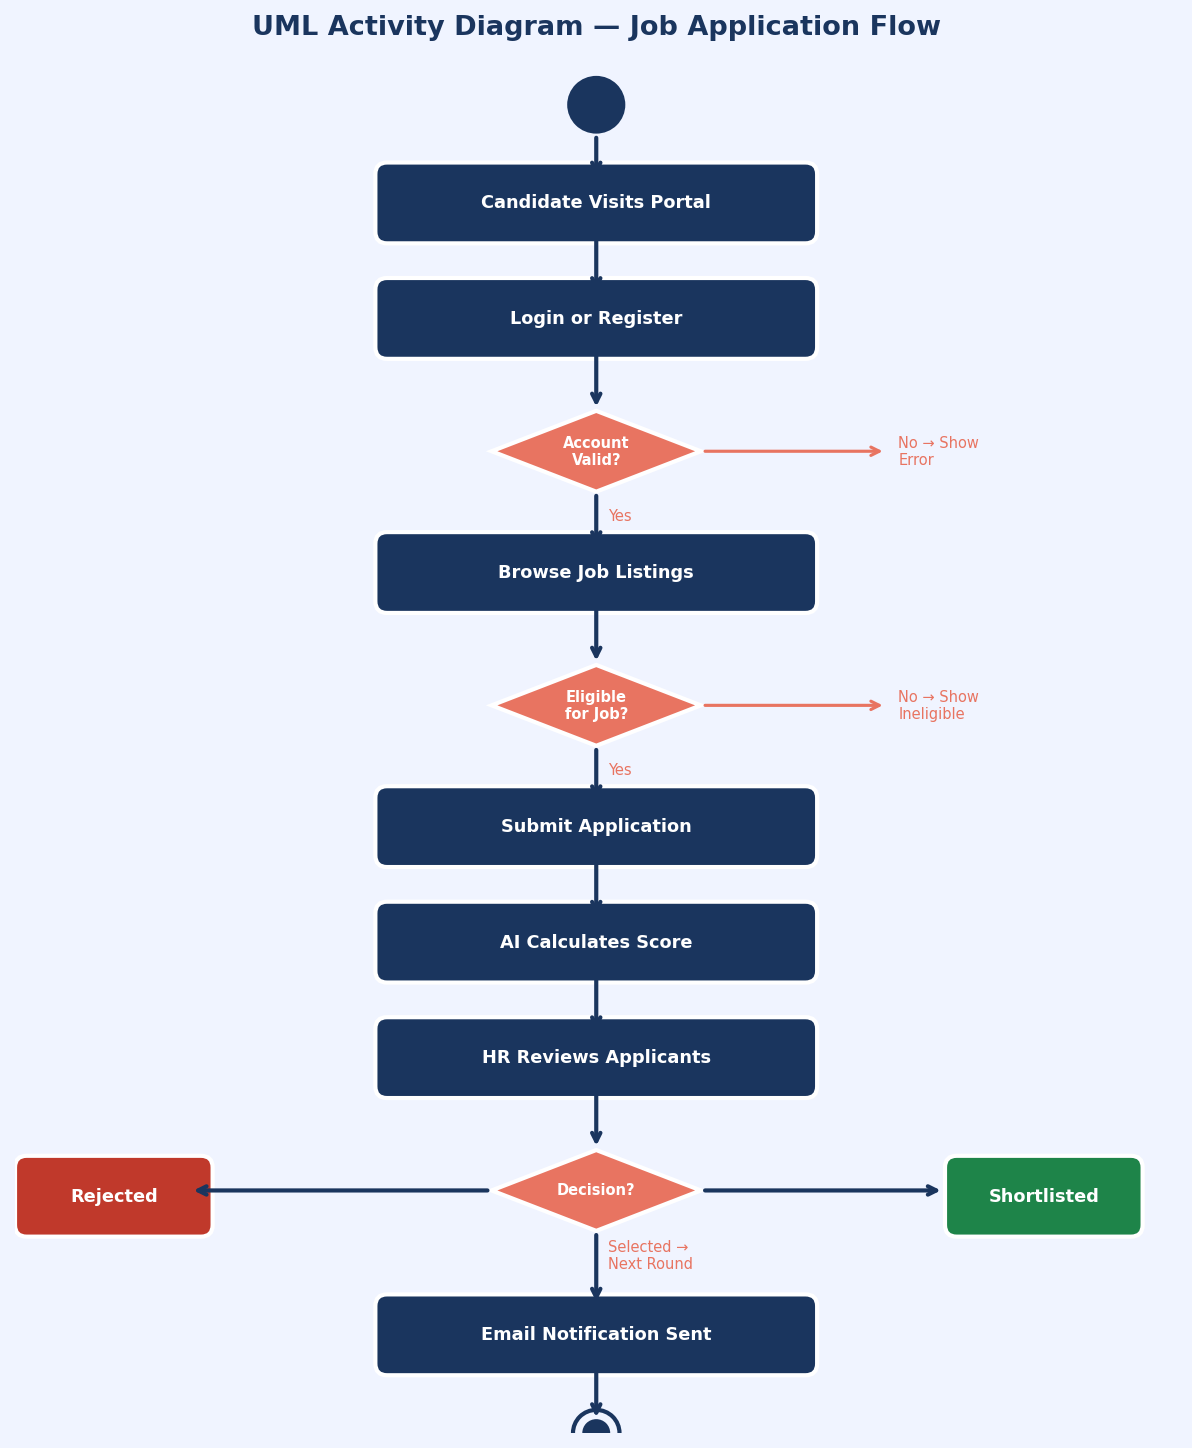 UML Activity Diagram — Job Application Flow
Candidate Visits Portal
Login or Register
Account
Valid?
No → Show
Error
Yes
Browse Job Listings
Eligible
for Job?
No → Show
Ineligible
Yes
Submit Application
AI Calculates Score
HR Reviews Applicants
Rejected
Decision?
Shortlisted
Selected →
Next Round
Email Notification Sent